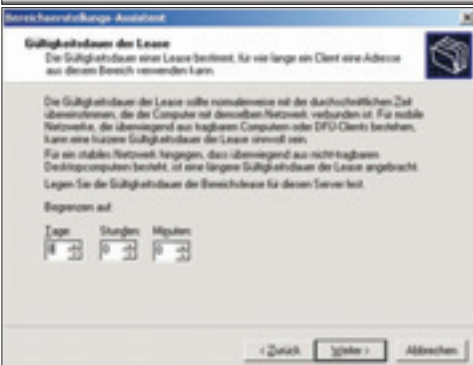 Bereichserstellungs-Assistent
Gültigkeitsdauer der Lease
Die Gültigkeitsdauer einer Lease bestimmt, für wie lange ein Client eine Adresse
aus diesem Bereich verwenden kann.
Die Gültigkeitsdauer der Lease sollte normalerweise mit der durchschnittlichen Zeit
übereinstimmen, die der Computer mit demselben Netzwerk verbunden ist. Für mobile
Netzwerke, die überwiegend aus tragbaren Computern oder DFÜ-Clients bestehen,
kann eine kürzere Gültigkeitsdauer der Lease sinnvoll sein.
Für ein stabiles Netzwerk hingegen, dass überwiegend aus nicht-tragbaren
Desktopcomputern besteht, ist eine längere Gültigkeitsdauer der Lease angebracht.
Legen Sie die Gültigkeitsdauer der Bereichslease für diesen Server fest.
Begrenzen auf:
Tage: Stunden: Minuten:
8 0 0
< Zurück Weiter > Abbrechen